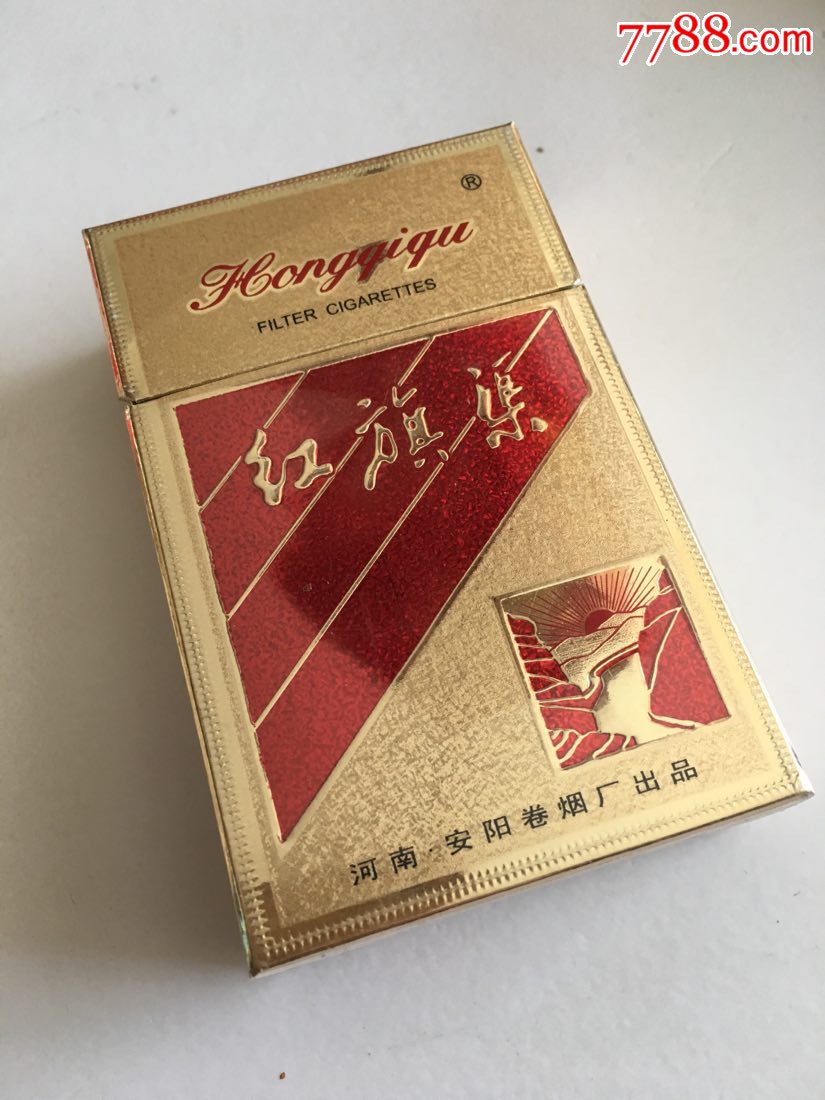 7788.com
®
Hongqiqu
FILTER CIGARETTES
红旗渠
河南·安阳卷烟厂出品